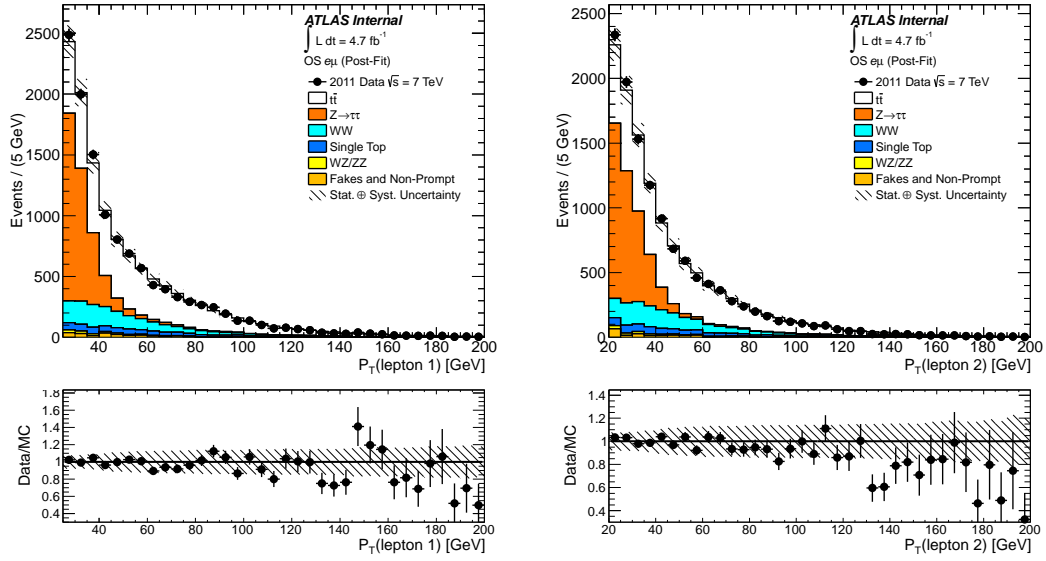 ATLAS Internal
∫ L dt = 4.7 fb⁻¹
OS eμ (Post-Fit)
2011 Data √s = 7 TeV
tt̄
Z→ττ
WW
Single Top
WZ/ZZ
Fakes and Non-Prompt
Stat. ⊕ Syst. Uncertainty
Events / (5 GeV)
2500
2000
1500
1000
500
0
40 60 80 100 120 140 160 180 200
P_T(lepton 1) [GeV]
Data/MC
1.8
1.6
1.4
1.2
1.0
0.8
0.6
0.4
40 60 80 100 120 140 160 180 200
P_T(lepton 1) [GeV]
ATLAS Internal
∫ L dt = 4.7 fb⁻¹
OS eμ (Post-Fit)
2011 Data √s = 7 TeV
tt̄
Z→ττ
WW
Single Top
WZ/ZZ
Fakes and Non-Prompt
Stat. ⊕ Syst. Uncertainty
Events / (5 GeV)
2500
2000
1500
1000
500
0
20 40 60 80 100 120 140 160 180 200
P_T(lepton 2) [GeV]
Data/MC
1.4
1.2
1.0
0.8
0.6
0.4
20 40 60 80 100 120 140 160 180 200
P_T(lepton 2) [GeV]